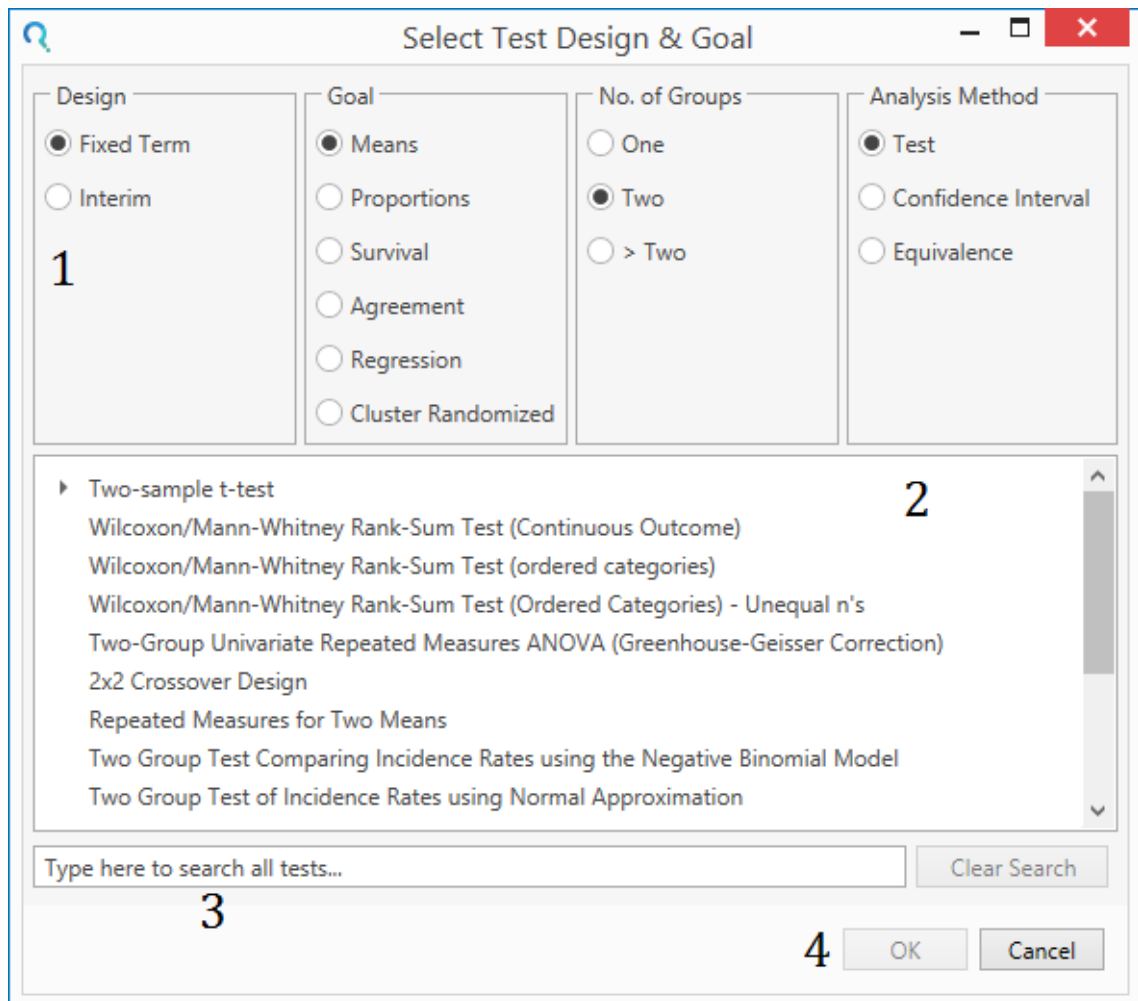 Select Test Design & Goal
Design
Fixed Term
Interim
1
Goal
Means
Proportions
Survival
Agreement
Regression
Cluster Randomized
No. of Groups
One
Two
> Two
Analysis Method
Test
Confidence Interval
Equivalence
2
Two-sample t-test
Wilcoxon/Mann-Whitney Rank-Sum Test (Continuous Outcome)
Wilcoxon/Mann-Whitney Rank-Sum Test (ordered categories)
Wilcoxon/Mann-Whitney Rank-Sum Test (Ordered Categories) - Unequal n's
Two-Group Univariate Repeated Measures ANOVA (Greenhouse-Geisser Correction)
2x2 Crossover Design
Repeated Measures for Two Means
Two Group Test Comparing Incidence Rates using the Negative Binomial Model
Two Group Test of Incidence Rates using Normal Approximation
Type here to search all tests...
Clear Search
3
4
OK
Cancel